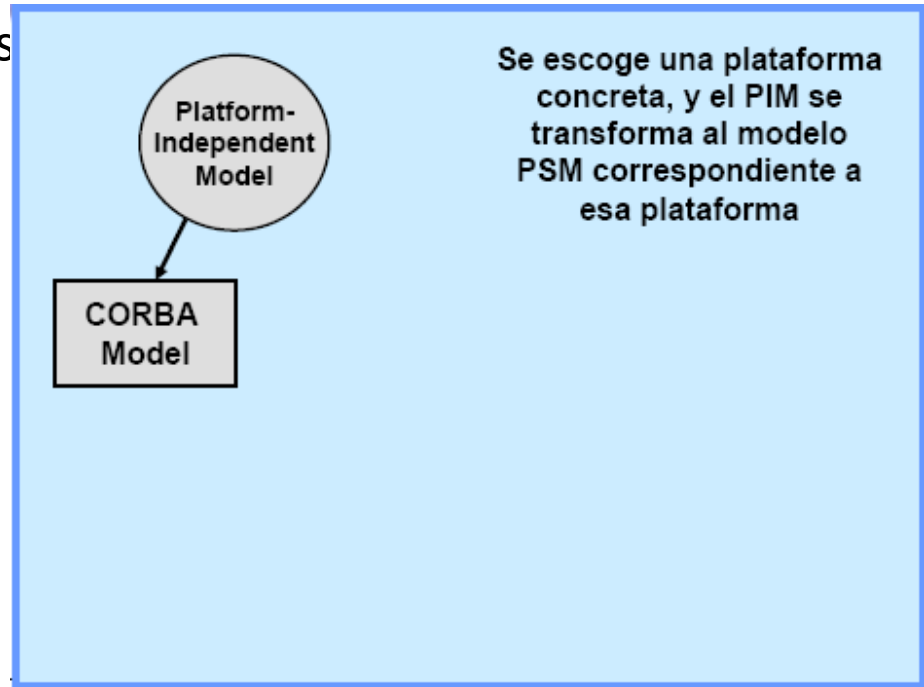 s
Platform-
Independent
Model
Se escoge una plataforma
concreta, y el PIM se
transforma al modelo
PSM correspondiente a
esa plataforma
CORBA
Model